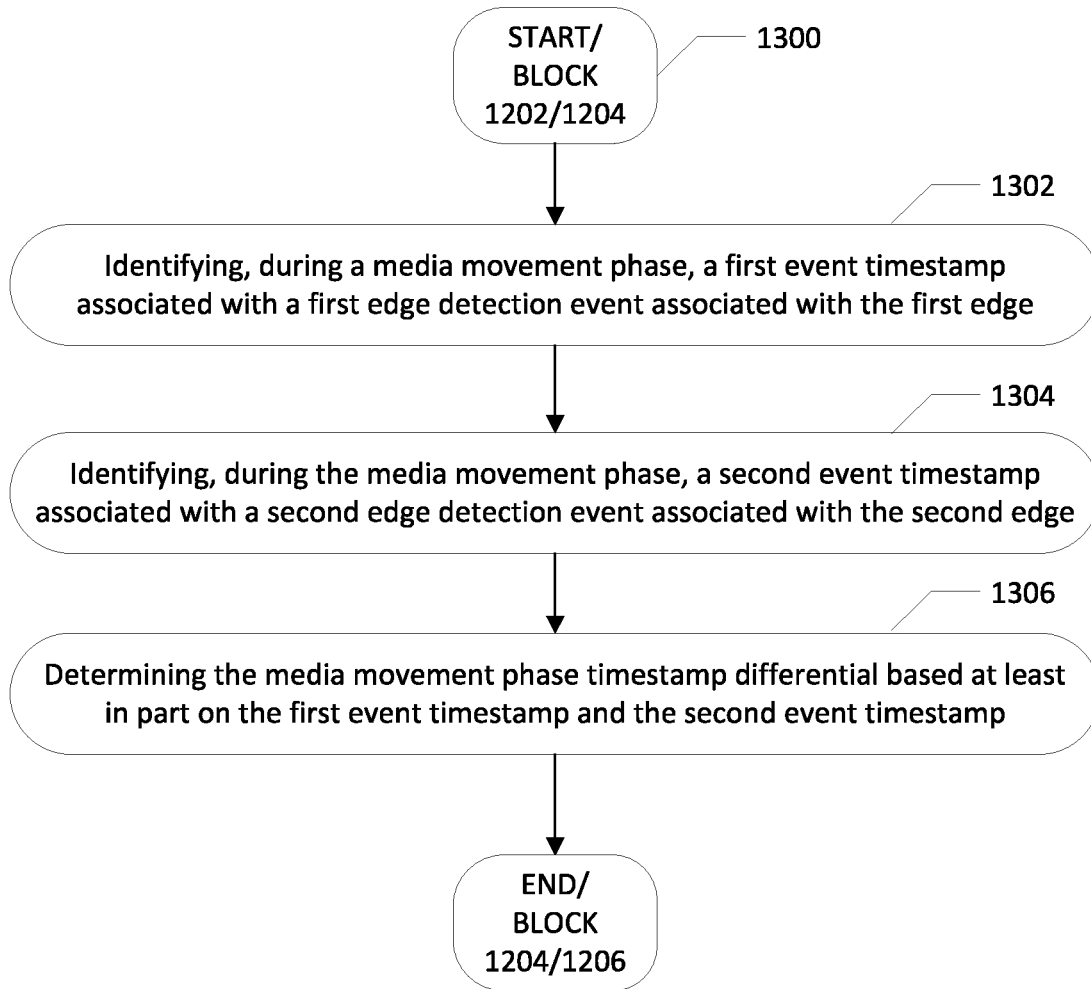 START/
BLOCK
1202/1204
1300
1302
Identifying, during a media movement phase, a first event timestamp
associated with a first edge detection event associated with the first edge
1304
Identifying, during the media movement phase, a second event timestamp
associated with a second edge detection event associated with the second edge
1306
Determining the media movement phase timestamp differential based at least
in part on the first event timestamp and the second event timestamp
END/
BLOCK
1204/1206